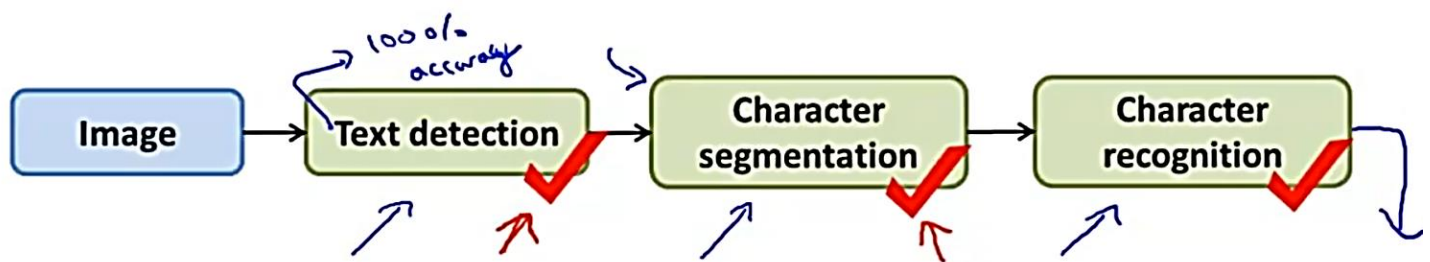 100% accuracy
Image
Text detection
Character
segmentation
Character
recognition